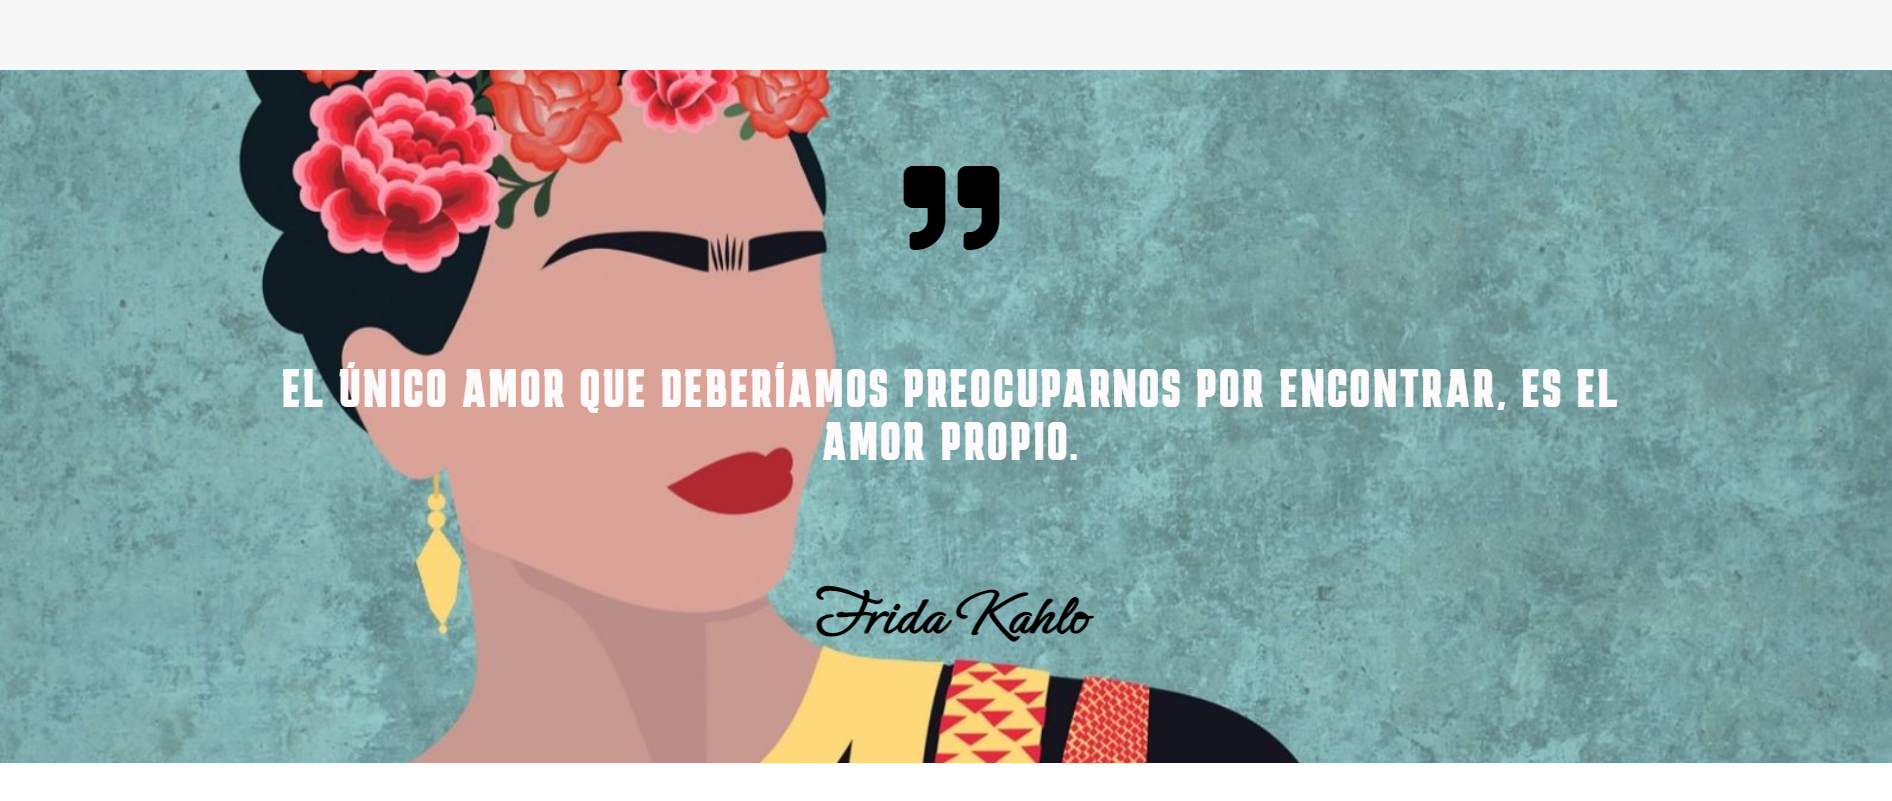 ”
EL ÚNICO AMOR QUE DEBERÍAMOS PREOCUPARNOS POR ENCONTRAR, ES EL
AMOR PROPIO.
Frida Kahlo